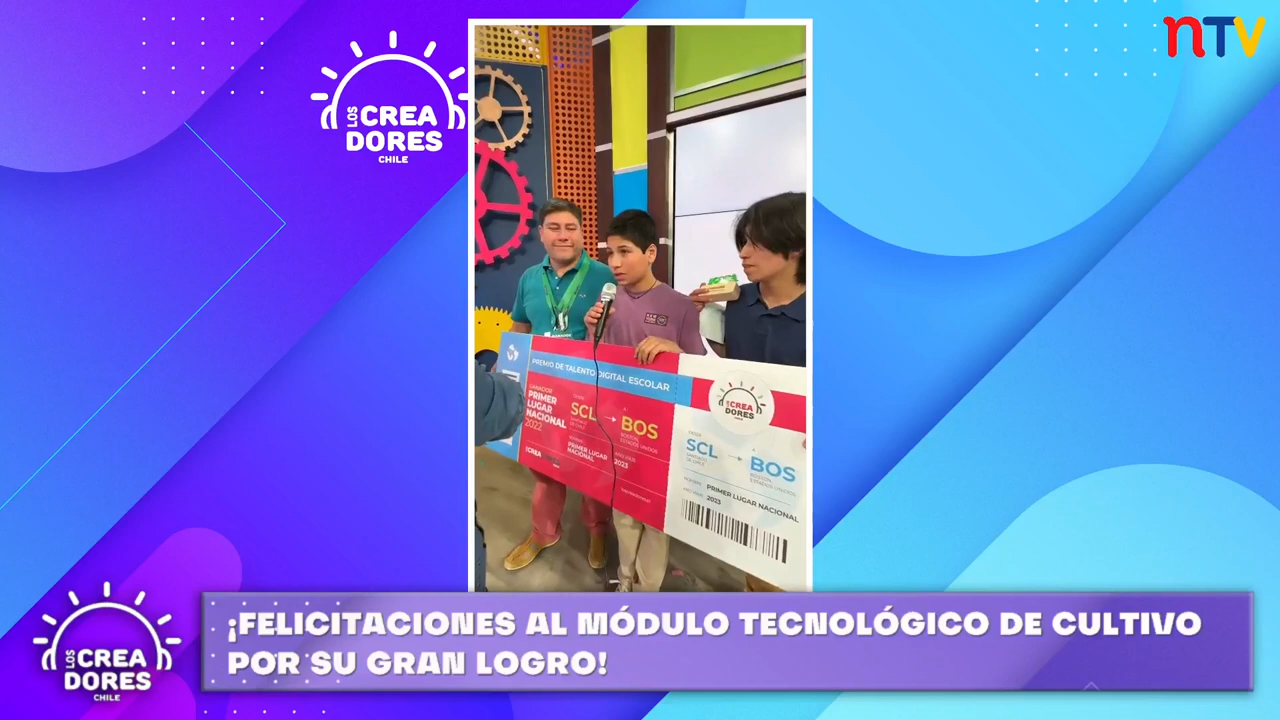 nTV
LOS
CREA
DORES
CHILE
PREMIO DE TALENTO DIGITAL ESCOLAR
GANADOR
PRIMER
LUGAR
NACIONAL
2022
SCL → BOS
PRIMER LUGAR
NACIONAL
2023
CREA
DORES
SCL → BOS
PRIMER LUGAR NACIONAL
2023
¡FELICITACIONES AL MÓDULO TECNOLÓGICO DE CULTIVO
POR SU GRAN LOGRO!
LOS
CREA
DORES
CHILE